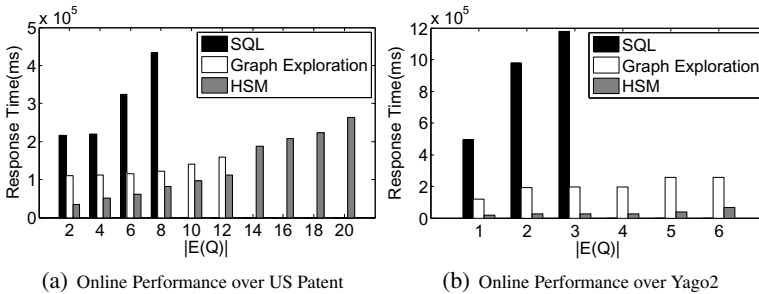 x 10^5
5
4
3
2
1
0
Response Time(ms)
SQL
Graph Exploration
HSM
2 4 6 8 10 12 14 16 18 20
|E(Q)|
(a) Online Performance over US Patent
x 10^5
12
10
8
6
4
2
0
Response Time(ms)
SQL
Graph Exploration
HSM
1 2 3 4 5 6
|E(Q)|
(b) Online Performance over Yago2